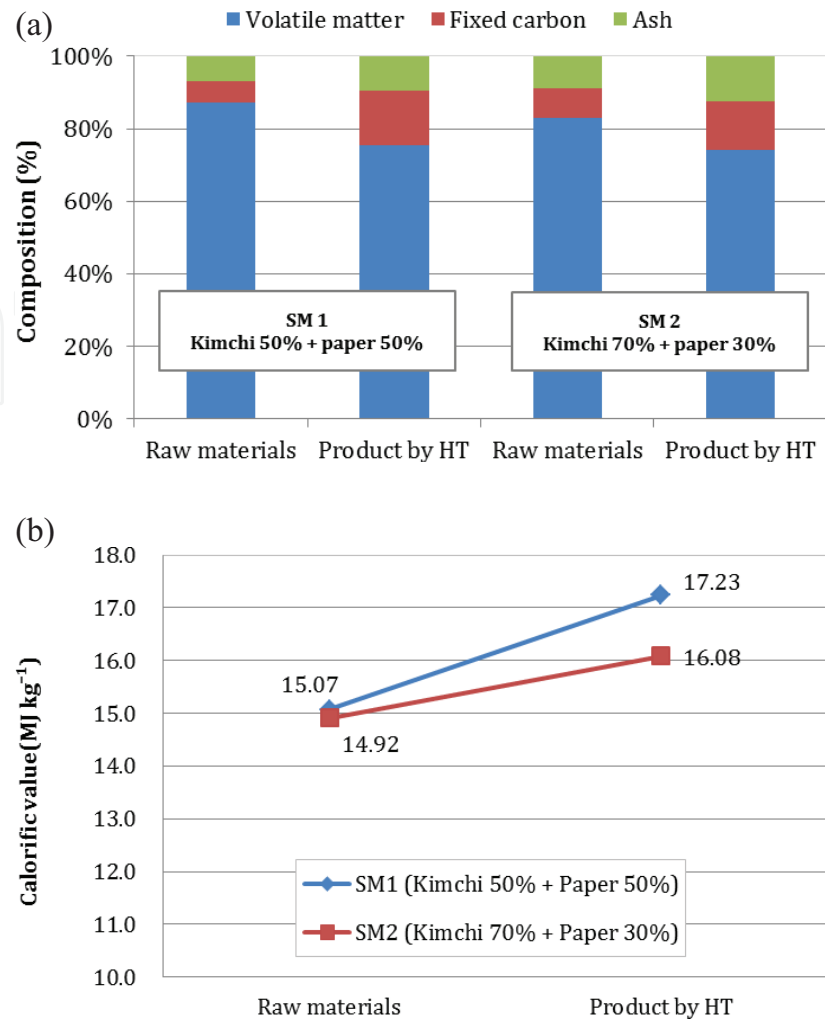 (a)
Volatile matter Fixed carbon Ash
Composition (%)
100%
80%
60%
40%
20%
0%
SM 1
Kimchi 50% + paper 50%
SM 2
Kimchi 70% + paper 30%
Raw materials Product by HT Raw materials Product by HT
(b)
Calorific value(MJ kg⁻¹)
18.0
17.0
16.0
15.0
14.0
13.0
12.0
11.0
10.0
17.23
16.08
15.07
14.92
SM1 (Kimchi 50% + Paper 50%)
SM2 (Kimchi 70% + Paper 30%)
Raw materials Product by HT